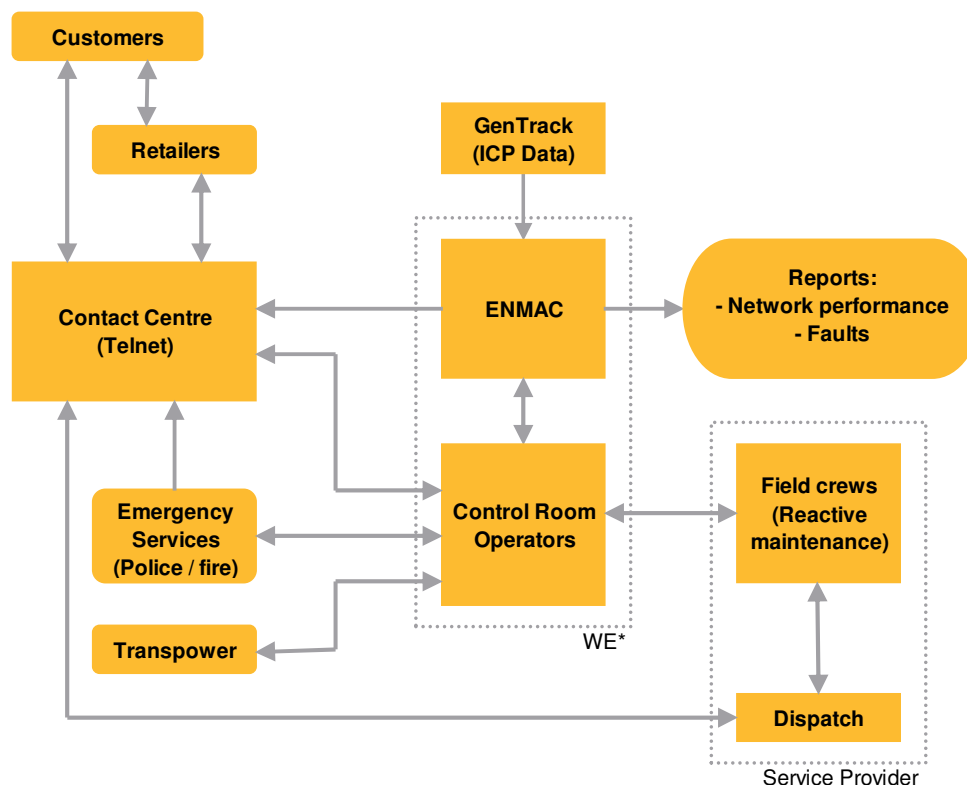 Customers
Retailers
GenTrack
(ICP Data)
Contact Centre
(Telnet)
ENMAC
Reports:
- Network performance
- Faults
Emergency
Services
(Police / fire)
Control Room
Operators
Field crews
(Reactive
maintenance)
Transpower
WE*
Dispatch
Service Provider